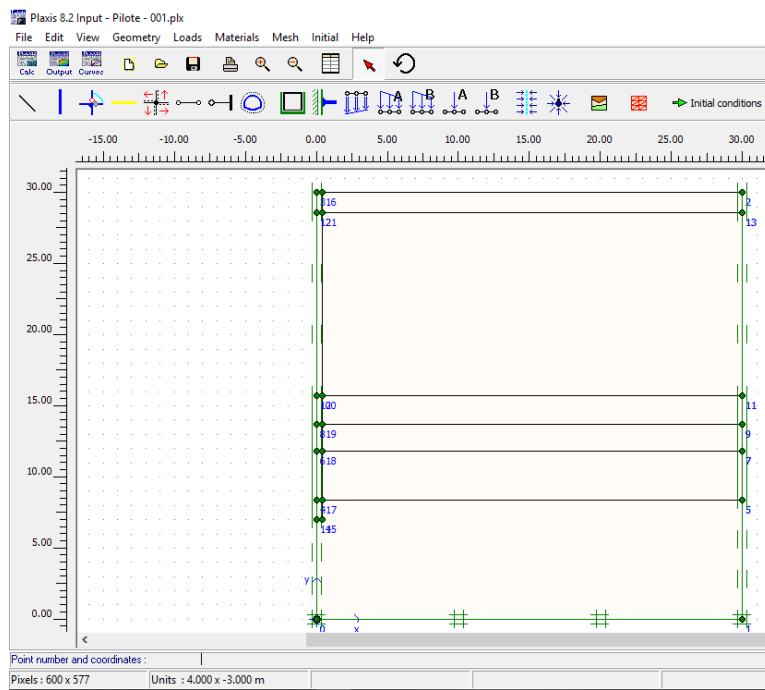 Plaxis 8.2 Input - Pilote - 001.plx
File Edit View Geometry Loads Materials Mesh Initial Help
Calc Output Curves
A B A B Initial conditions
-15.00 -10.00 -5.00 0.00 5.00 10.00 15.00 20.00 25.00 30.00
30.00
2
13
25.00
20.00
15.00
11
9
7
10.00
5
5.00
y
0.00
0 x 1
Point number and coordinates :
Pixels : 600 x 577 Units : 4.000 x -3.000 m